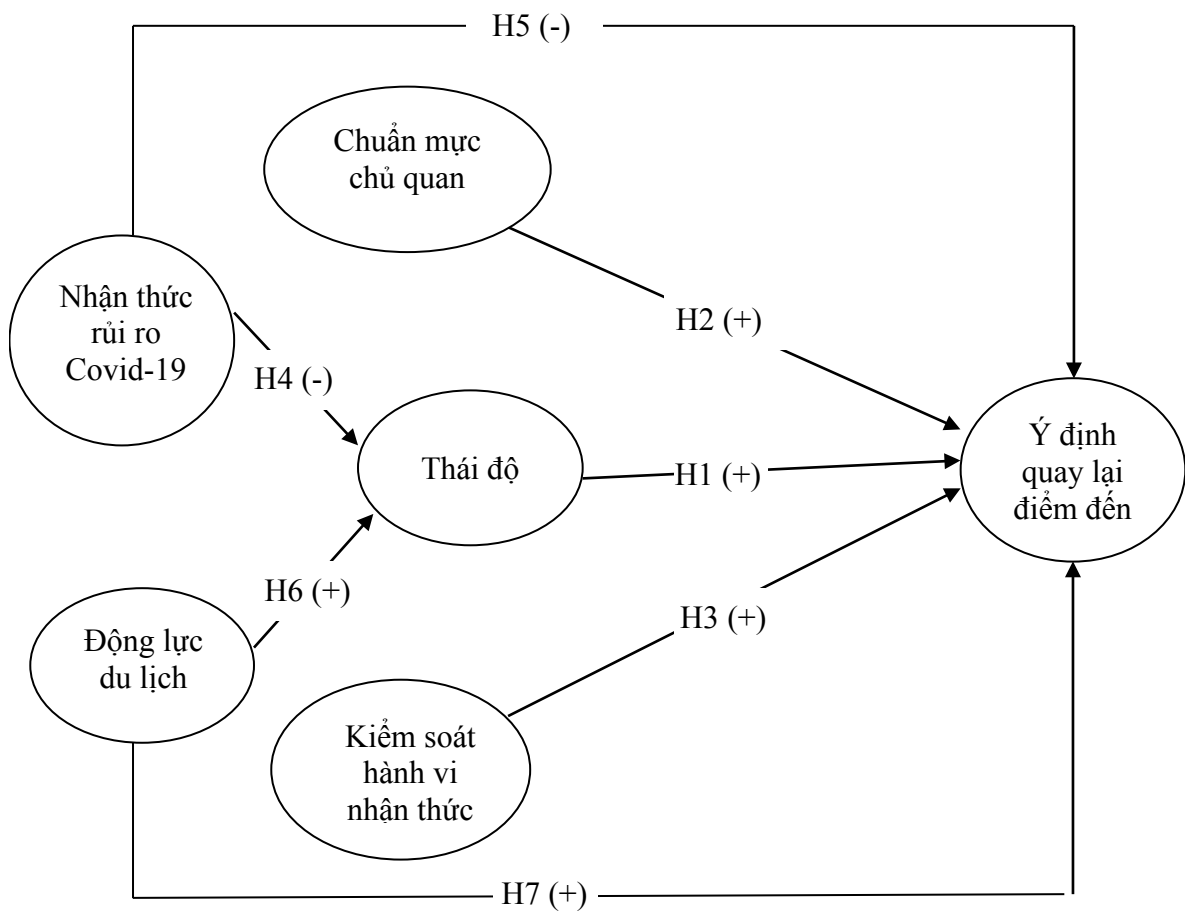 H5 (-)
Chuẩn mực
chủ quan
Nhận thức
rủi ro
Covid-19
H2 (+)
H4 (-)
Thái độ
H1 (+)
Ý định
quay lại
điểm đến
H6 (+)
H3 (+)
Động lực
du lịch
Kiểm soát
hành vi
nhận thức
H7 (+)